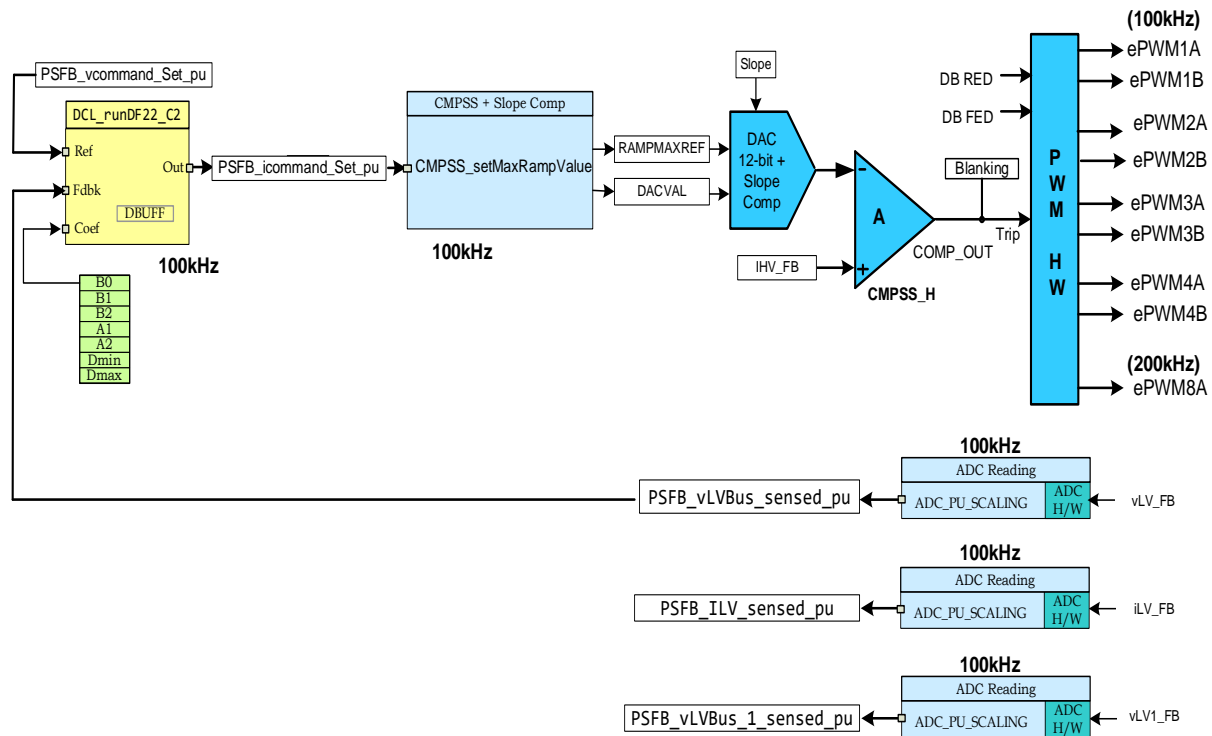 PSFB_vcommand_Set_pu
DCL_runDF22_C2
Ref
Out
Fdbk
DBUFF
Coef
100kHz
B0
B1
B2
A1
A2
Dmin
Dmax
PSFB_icommand_Set_pu
CMPSS + Slope Comp
CMPSS_setMaxRampValue
100kHz
RAMPMAXREF
DACVAL
Slope
DAC
12-bit +
Slope
Comp
IHV_FB
-
A
+
CMPSS_H
COMP_OUT
Blanking
Trip
DB RED
DB FED
P
W
M
H
W
(100kHz)
ePWM1A
ePWM1B
ePWM2A
ePWM2B
ePWM3A
ePWM3B
ePWM4A
ePWM4B
(200kHz)
ePWM8A
100kHz
ADC Reading
PSFB_vLVBus_sensed_pu
ADC_PU_SCALING
ADC
H/W
vLV_FB
100kHz
ADC Reading
PSFB_ILV_sensed_pu
ADC_PU_SCALING
ADC
H/W
iLV_FB
100kHz
ADC Reading
PSFB_vLVBus_1_sensed_pu
ADC_PU_SCALING
ADC
H/W
vLV1_FB